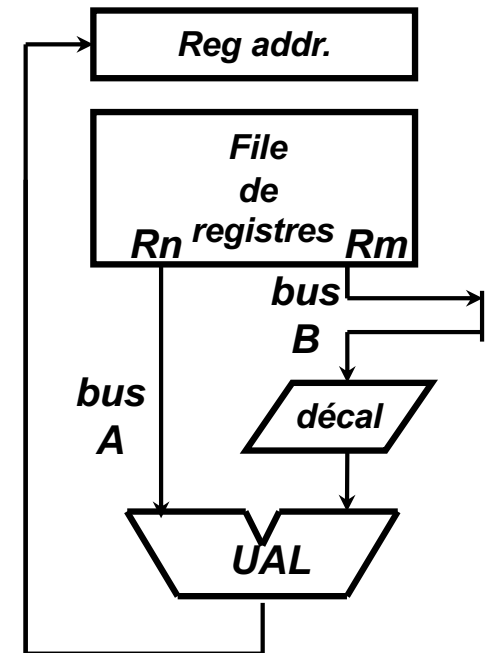 Reg addr.
File
de
registres
Rn
Rm
bus
B
bus
A
décal
UAL